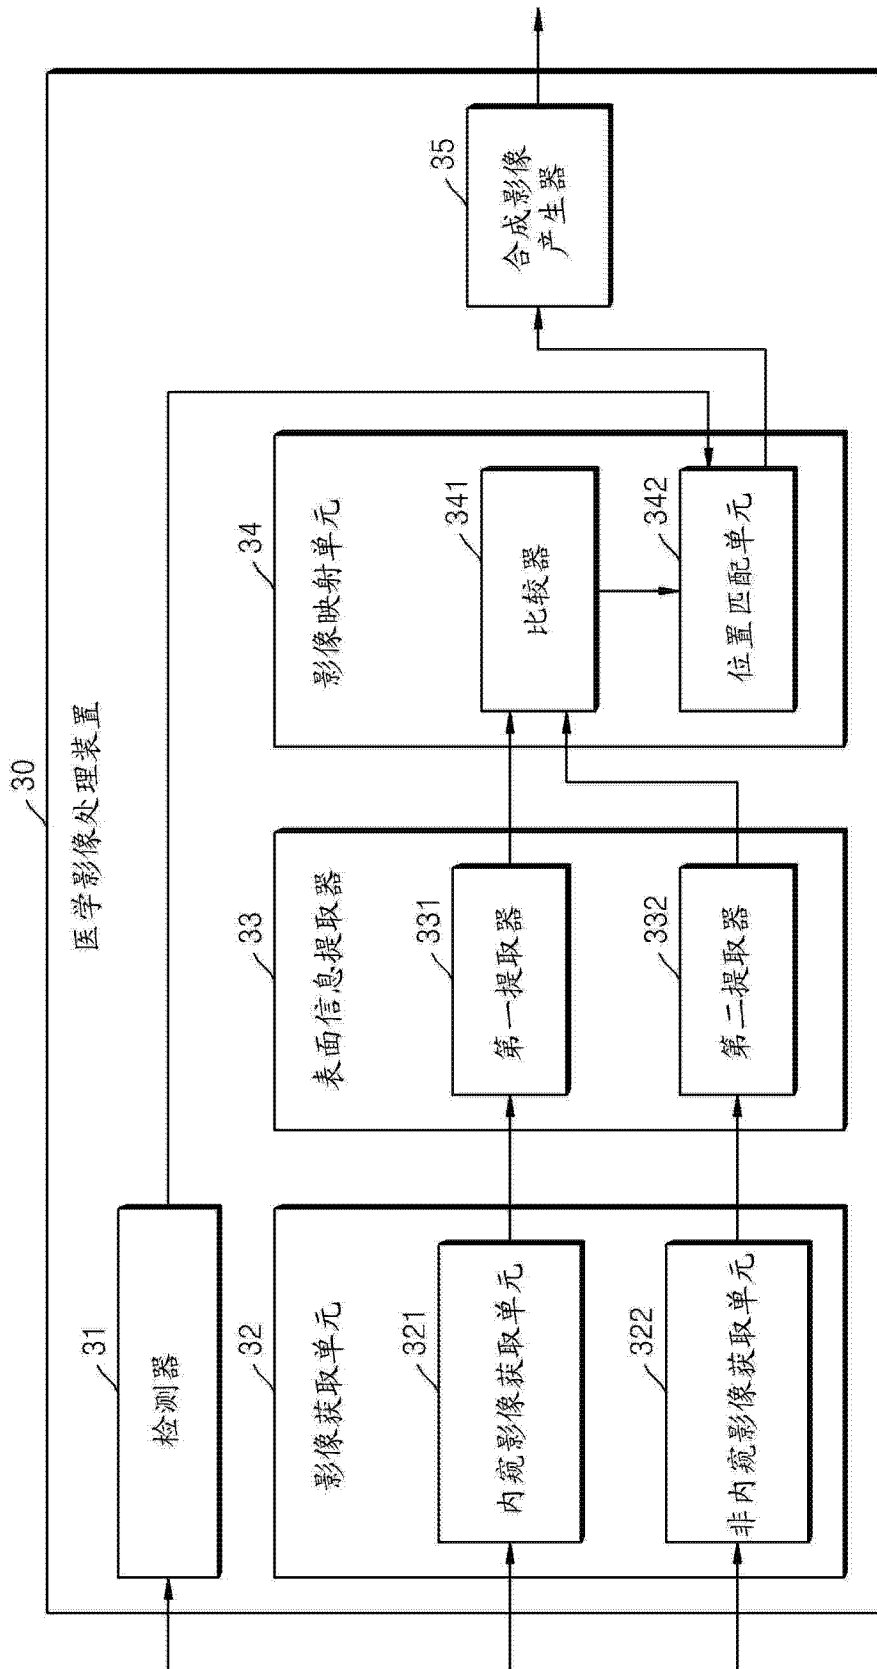 30
医学影像处理装置
31
检测器
32
影像获取单元
321
内窥影像获取单元
322
非内窥影像获取单元
33
表面信息提取器
331
第一提取器
332
第二提取器
34
影像映射单元
341
比较器
342
位置匹配单元
35
合成影像
产生器